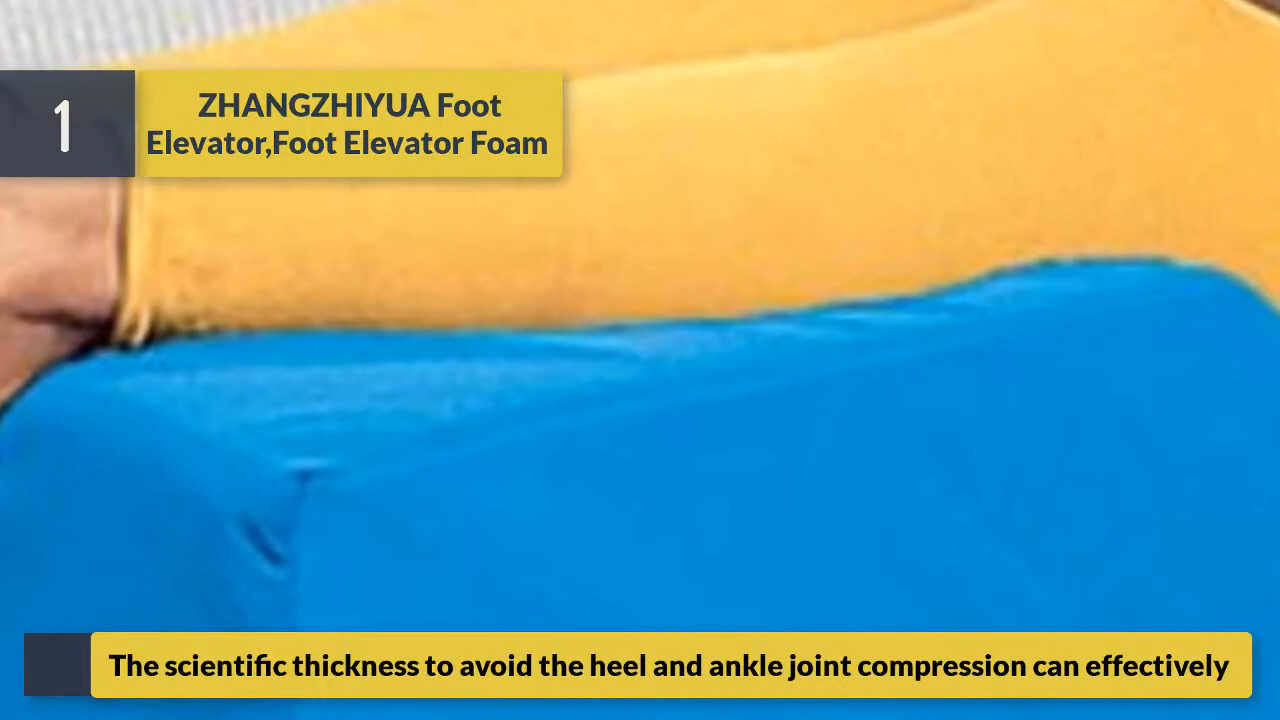 1
ZHANGZHIYUA Foot
Elevator,Foot Elevator Foam
The scientific thickness to avoid the heel and ankle joint compression can effectively